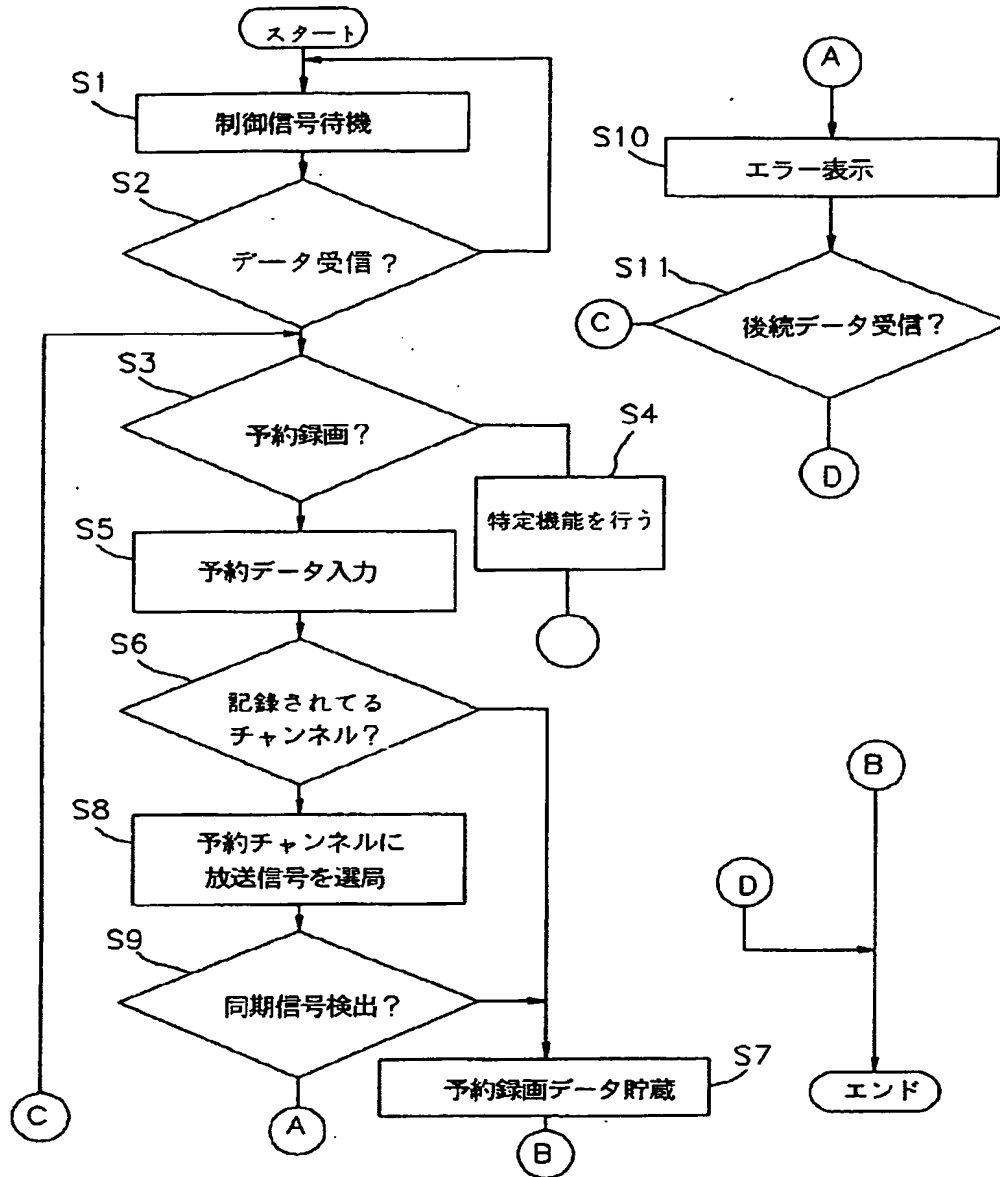 スタート
S1
制御信号待機
S2
データ受信？
S3
予約録画？
S4
特定機能を行う
S5
予約データ入力
S6
記録されてる
チャンネル？
S8
予約チャンネルに
放送信号を選局
S9
同期信号検出？
S7
予約録画データ貯蔵
C
A
B
A
S10
エラー表示
S11
後続データ受信？
C
D
B
D
エンド